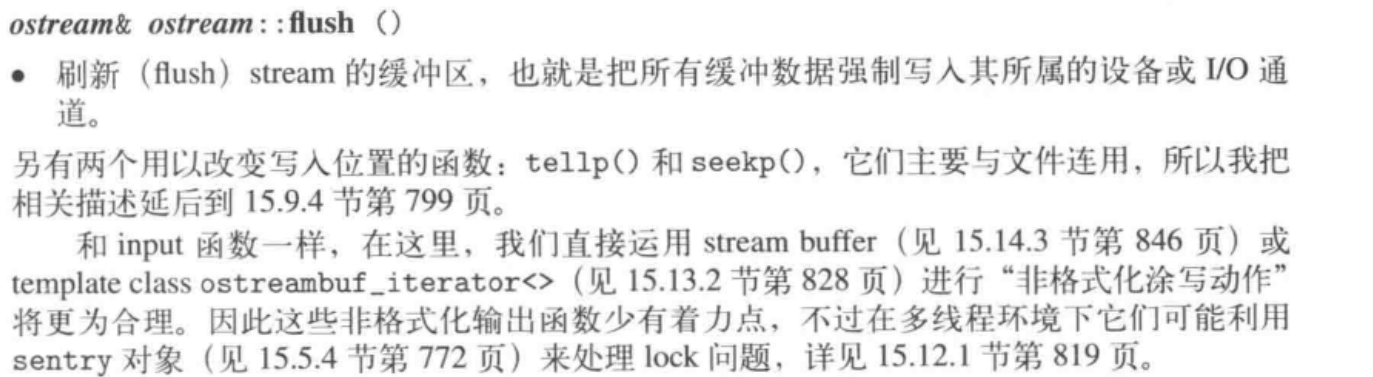 ostream& ostream::flush ()
• 刷新（flush）stream 的缓冲区，也就是把所有缓冲数据强制写入其所属的设备或 I/O 通
道。
另有两个用以改变写入位置的函数：tellp() 和 seekp()，它们主要与文件连用，所以我把
相关描述延后到 15.9.4 节第 799 页。
和 input 函数一样，在这里，我们直接运用 stream buffer（见 15.14.3 节第 846 页）或
template class ostreambuf_iterator<>（见 15.13.2 节第 828 页）进行“非格式化涂写动作”
将更为合理。因此这些非格式化输出函数少有着力点，不过在多线程环境下它们可能利用
sentry 对象（见 15.5.4 节第 772 页）来处理 lock 问题，详见 15.12.1 节第 819 页。